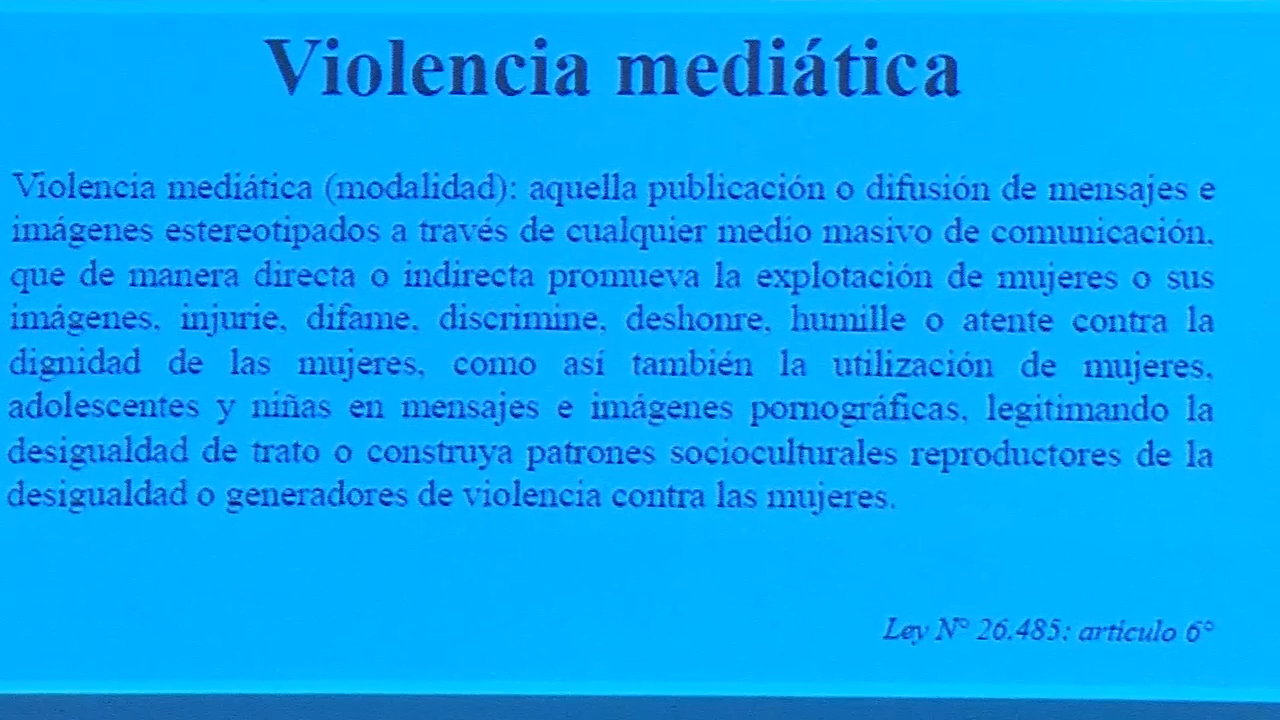 Violencia mediática
Violencia mediática (modalidad): aquella publicación o difusión de mensajes e
imágenes estereotipados a través de cualquier medio masivo de comunicación,
que de manera directa o indirecta promueva la explotación de mujeres o sus
imágenes, injurie, difame, discrimine, deshonre, humille o atente contra la
dignidad de las mujeres, como así también la utilización de mujeres,
adolescentes y niñas en mensajes e imágenes pornográficas, legitimando la
desigualdad de trato o construya patrones socioculturales reproductores de la
desigualdad o generadores de violencia contra las mujeres.
Ley N° 26.485: artículo 6°